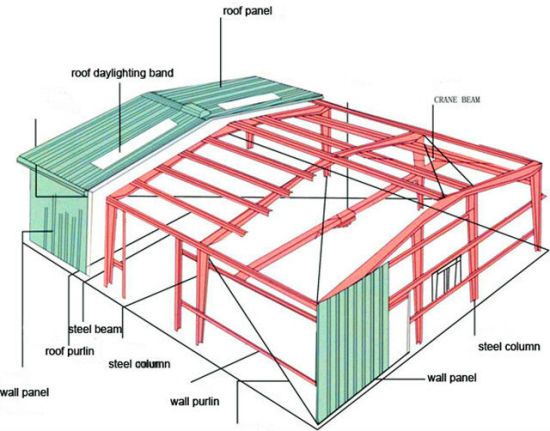 roof panel
roof daylighting band
CRANE BEAM
steel beam
roof purlin
steel column
steel column
wall panel
wall panel
wall purlin